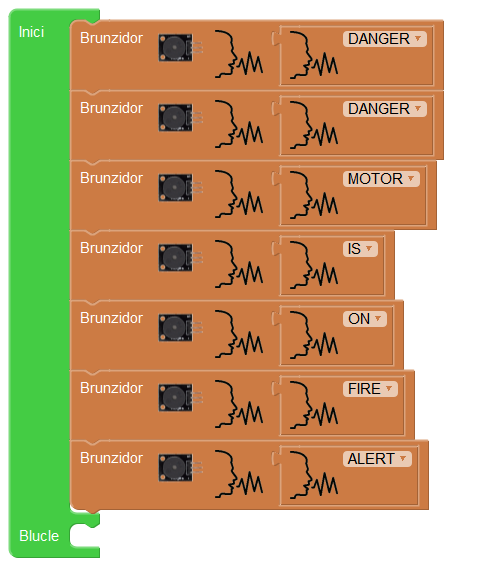 Inici
Brunzidor DANGER
Brunzidor DANGER
Brunzidor MOTOR
Brunzidor IS
Brunzidor ON
Brunzidor FIRE
Brunzidor ALERT
Blucle